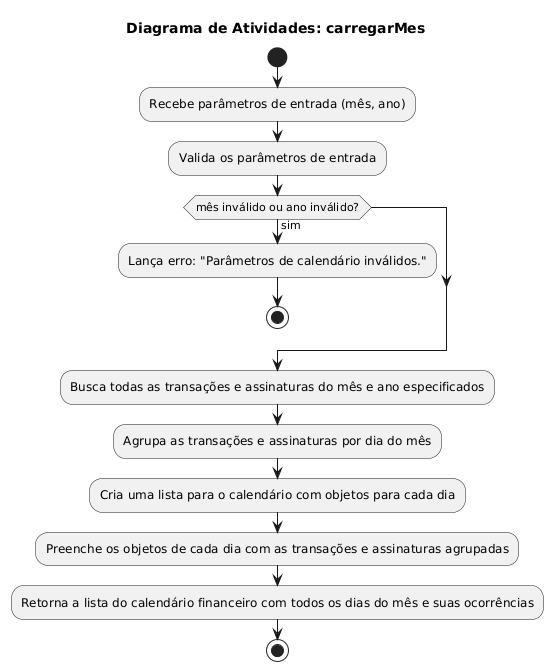 Diagrama de Atividades: carregarMes
Recebe parâmetros de entrada (mês, ano)
Valida os parâmetros de entrada
mês inválido ou ano inválido?
sim
Lança erro: "Parâmetros de calendário inválidos."
Busca todas as transações e assinaturas do mês e ano especificados
Agrupa as transações e assinaturas por dia do mês
Cria uma lista para o calendário com objetos para cada dia
Preenche os objetos de cada dia com as transações e assinaturas agrupadas
Retorna a lista do calendário financeiro com todos os dias do mês e suas ocorrências